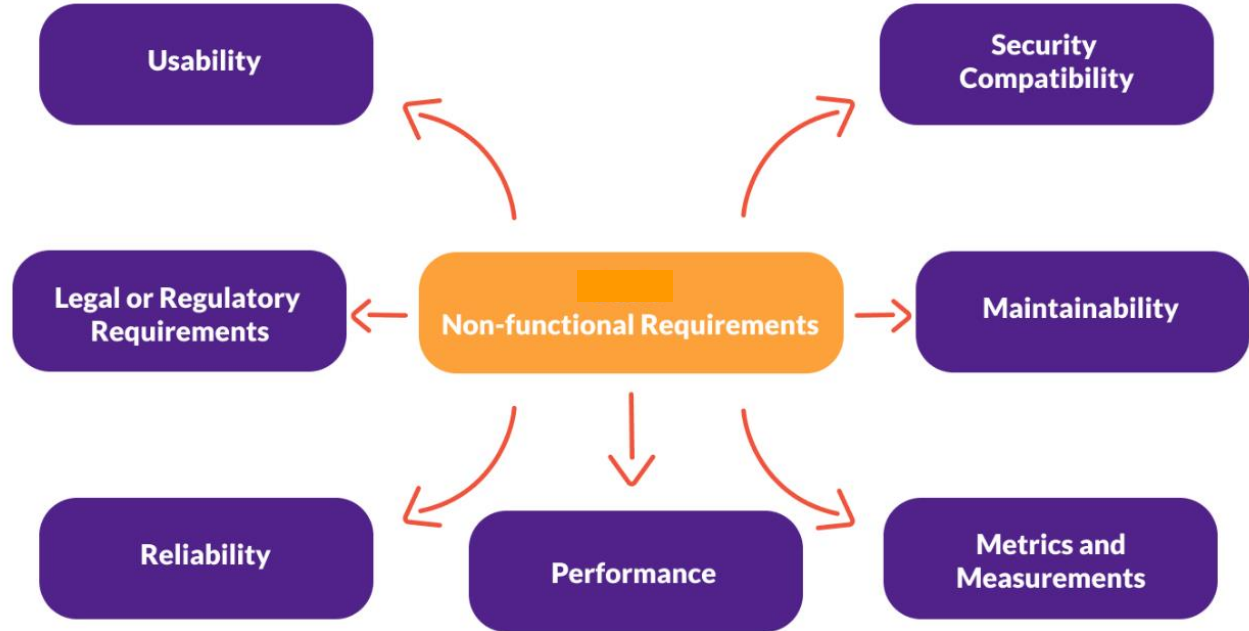 Usability
Security
Compatibility
Legal or Regulatory
Requirements
Non-functional Requirements
Maintainability
Reliability
Performance
Metrics and
Measurements